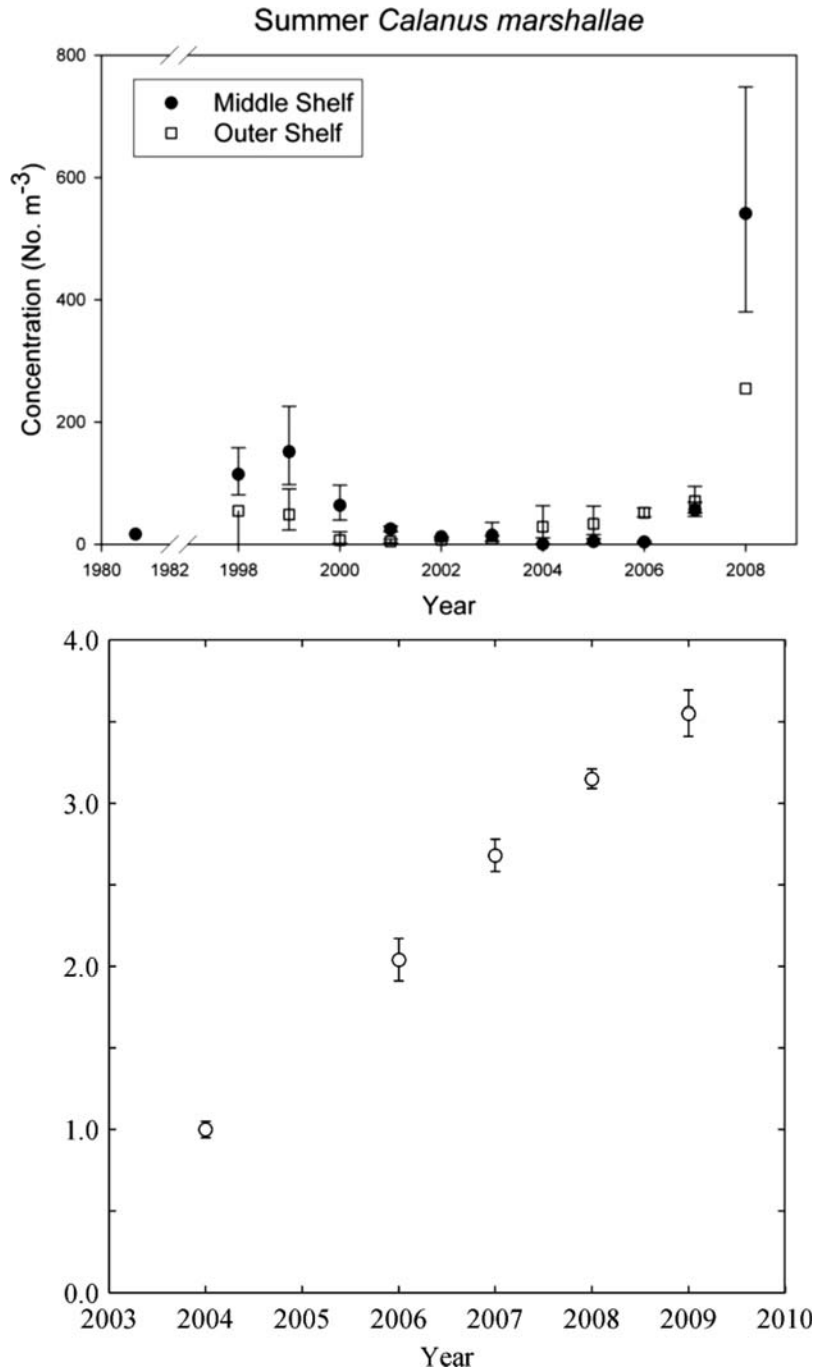 Summer Calanus marshallae
800
Middle Shelf
Outer Shelf
600
400
200
0
Concentration (No. m-3)
1980 1982 1998 2000 2002 2004 2006 2008
Year
4.0
3.0
2.0
1.0
0.0
2003 2004 2005 2006 2007 2008 2009 2010
Year